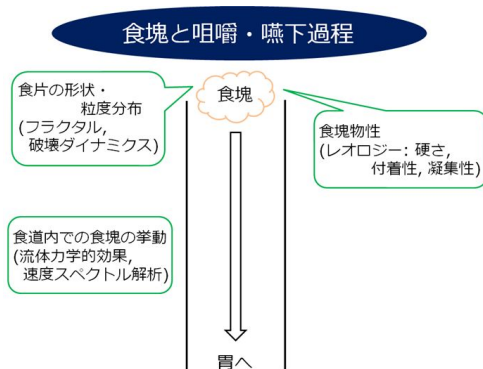 食塊と咀嚼・嚥下過程
食片の形状・
粒度分布
(フラクタル,
破壊ダイナミクス)
食塊
食塊物性
(レオロジー: 硬さ,
付着性, 凝集性)
食道内での食塊の挙動
(流体力学的効果,
速度スペクトル解析)
胃へ